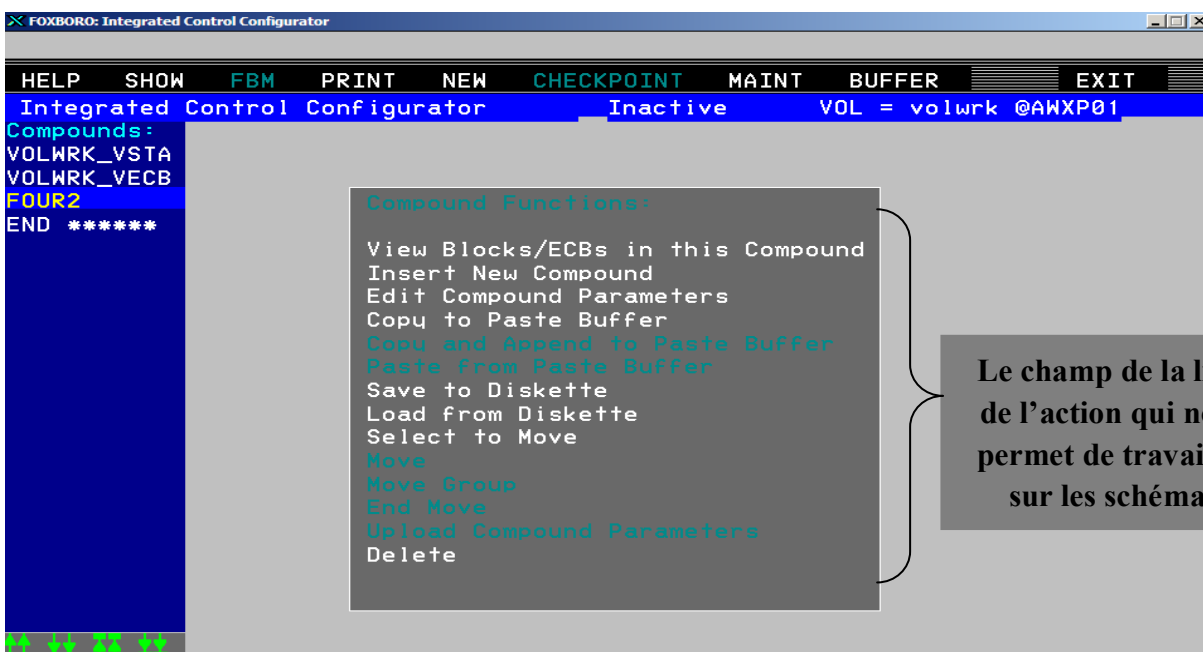 FOXBORO: Integrated Control Configurator
HELP SHOW FBM PRINT NEW CHECKPOINT MAINT BUFFER EXIT
Integrated Control Configurator Inactive VOL = volwrk @AWXP01
Compounds:
VOLWRK_VSTA
VOLWRK_VECB
FOUR2
END ******
Compound Functions:
View Blocks/ECBs in this Compound
Insert New Compound
Edit Compound Parameters
Copy to Paste Buffer
Copy and Append to Paste Buffer
Paste from Paste Buffer
Save to Diskette
Load from Diskette
Select to Move
Move
Move Group
End Move
Upload Compound Parameters
Delete
Le champ de la
de l’action qui
permet de
sur les